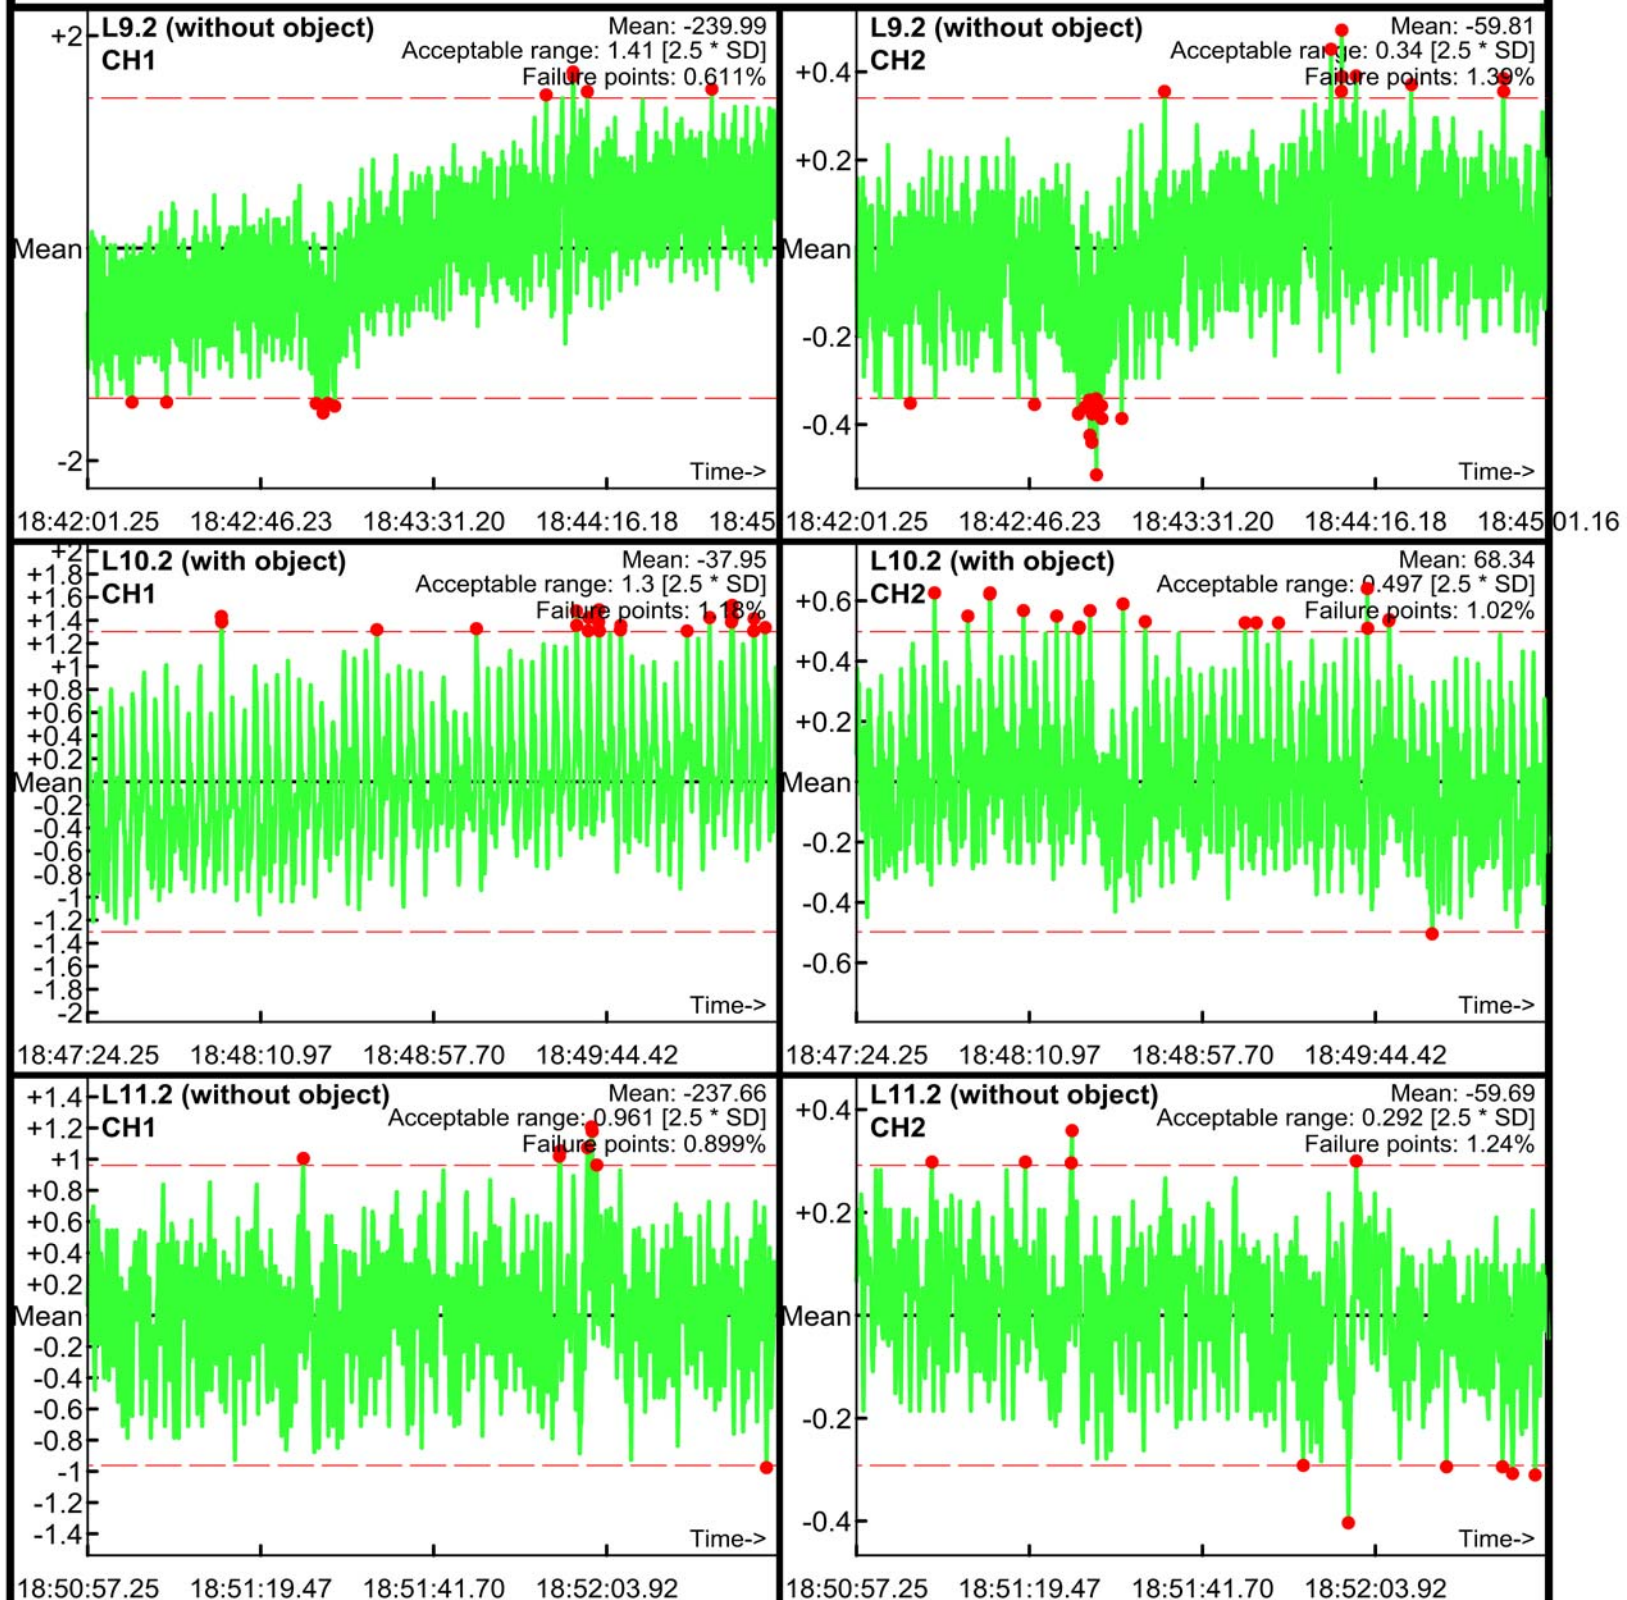 L9.2 (without object)
CH1
Mean: -239.99
Acceptable range: 1.41 [2.5 * SD]
Failure points: 0.611%
+2
Mean
-2
Time->
18:42:01.25 18:42:46.23 18:43:31.20 18:44:16.18 18:45
L9.2 (without object)
CH2
Mean: -59.81
Acceptable range: 0.34 [2.5 * SD]
Failure points: 1.39%
+0.4
+0.2
Mean
-0.2
-0.4
Time->
18:42:01.25 18:42:46.23 18:43:31.20 18:44:16.18 18:45:01.16
L10.2 (with object)
CH1
Mean: -37.95
Acceptable range: 1.3 [2.5 * SD]
Failure points: 1.18%
+2
+1.8
+1.6
+1.4
+1.2
+1
+0.8
+0.6
+0.4
+0.2
Mean
-0.2
-0.4
-0.6
-0.8
-1
-1.2
-1.4
-1.6
-1.8
-2
Time->
18:47:24.25 18:48:10.97 18:48:57.70 18:49:44.42
L10.2 (with object)
CH2
Mean: 68.34
Acceptable range: 0.497 [2.5 * SD]
Failure points: 1.02%
+0.6
+0.4
+0.2
Mean
-0.2
-0.4
-0.6
Time->
18:47:24.25 18:48:10.97 18:48:57.70 18:49:44.42
L11.2 (without object)
CH1
Mean: -237.66
Acceptable range: 0.961 [2.5 * SD]
Failure points: 0.899%
+1.4
+1.2
+1
+0.8
+0.6
+0.4
+0.2
Mean
-0.2
-0.4
-0.6
-0.8
-1
-1.2
-1.4
Time->
18:50:57.25 18:51:19.47 18:51:41.70 18:52:03.92
L11.2 (without object)
CH2
Mean: -59.69
Acceptable range: 0.292 [2.5 * SD]
Failure points: 1.24%
+0.4
+0.2
Mean
-0.2
-0.4
Time->
18:50:57.25 18:51:19.47 18:51:41.70 18:52:03.92